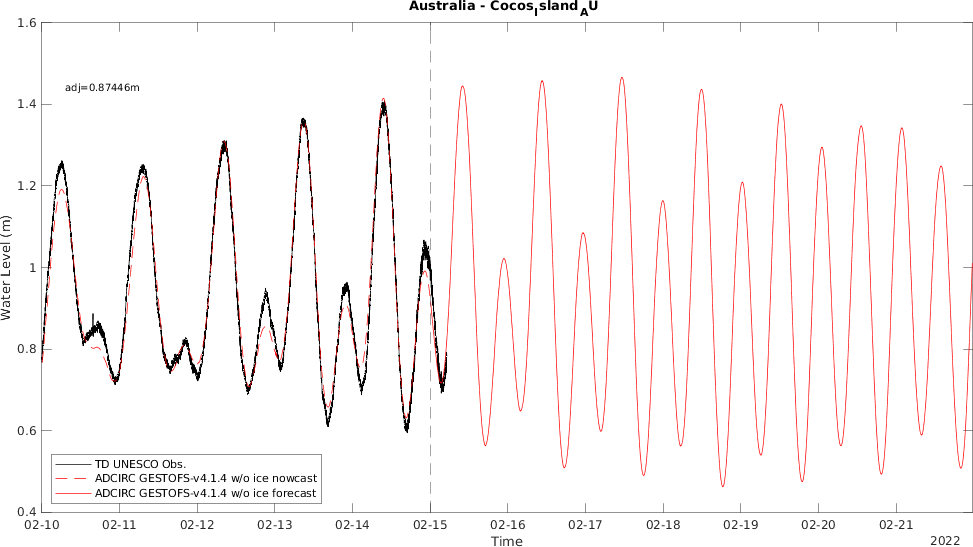 Australia - Cocos_Island_AU
adj=0.87446m
1.6
1.4
1.2
1
0.8
0.6
0.4
Water Level (m)
TD UNESCO Obs.
ADCIRC GESTOFS-v4.1.4 w/o ice nowcast
ADCIRC GESTOFS-v4.1.4 w/o ice forecast
02-10 02-11 02-12 02-13 02-14 02-15 02-16 02-17 02-18 02-19 02-20 02-21
Time
2022